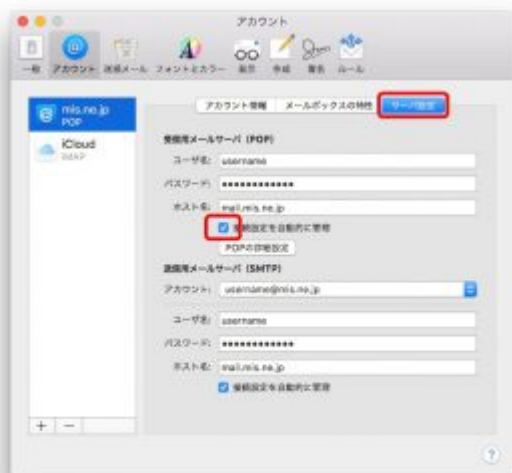 アカウント
一般 アカウント 迷惑メール フォントとカラー 表示 作成 署名 ルール
mis.ne.jp
POP
iCloud
IMAP
アカウント情報 メールボックスの特性 サーバ設定
受信用メールサーバ (POP)
ユーザ名: username
パスワード: ••••••••••••
ホスト名: mail.mis.ne.jp
接続設定を自動的に管理
POPの詳細設定
送信用メールサーバ (SMTP)
アカウント: username@mis.ne.jp
ユーザ名: username
パスワード: ••••••••••••
ホスト名: mail.mis.ne.jp
接続設定を自動的に管理
+ −
?